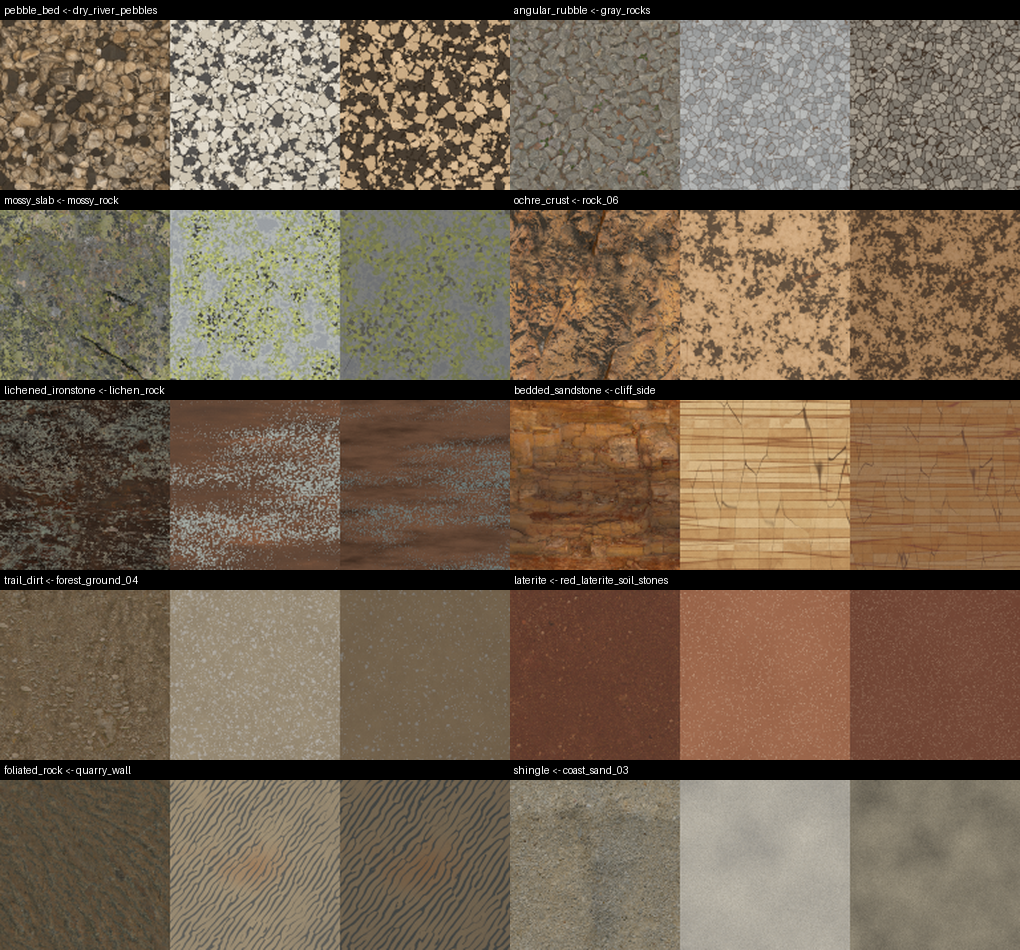 pebble_bed <- dry_river_pebbles
angular_rubble <- gray_rocks
mossy_slab <- mossy_rock
ochre_crust <- rock_06
lichened_ironstone <- lichen_rock
bedded_sandstone <- cliff_side
trail_dirt <- forest_ground_04
laterite <- red_laterite_soil_stones
foliated_rock <- quarry_wall
shingle <- coast_sand_03